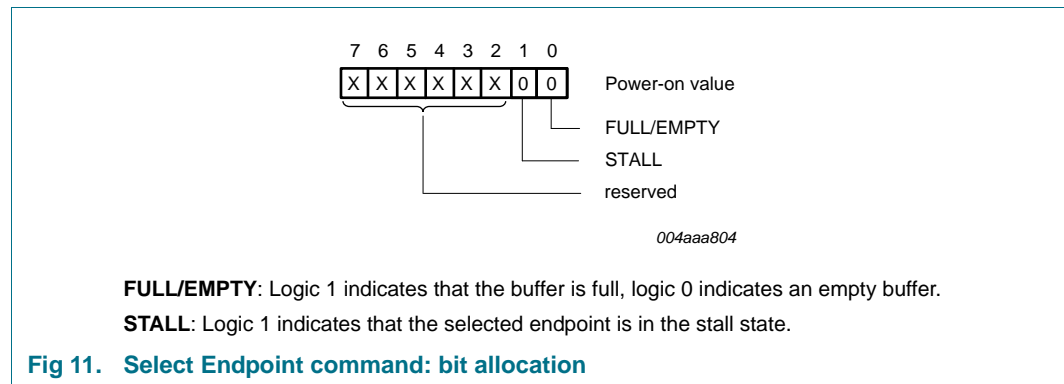 7 6 5 4 3 2 1 0
X X X X X X 0 0 Power-on value
FULL/EMPTY
STALL
reserved
004aaa804
FULL/EMPTY: Logic 1 indicates that the buffer is full, logic 0 indicates an empty buffer.
STALL: Logic 1 indicates that the selected endpoint is in the stall state.
Fig 11. Select Endpoint command: bit allocation